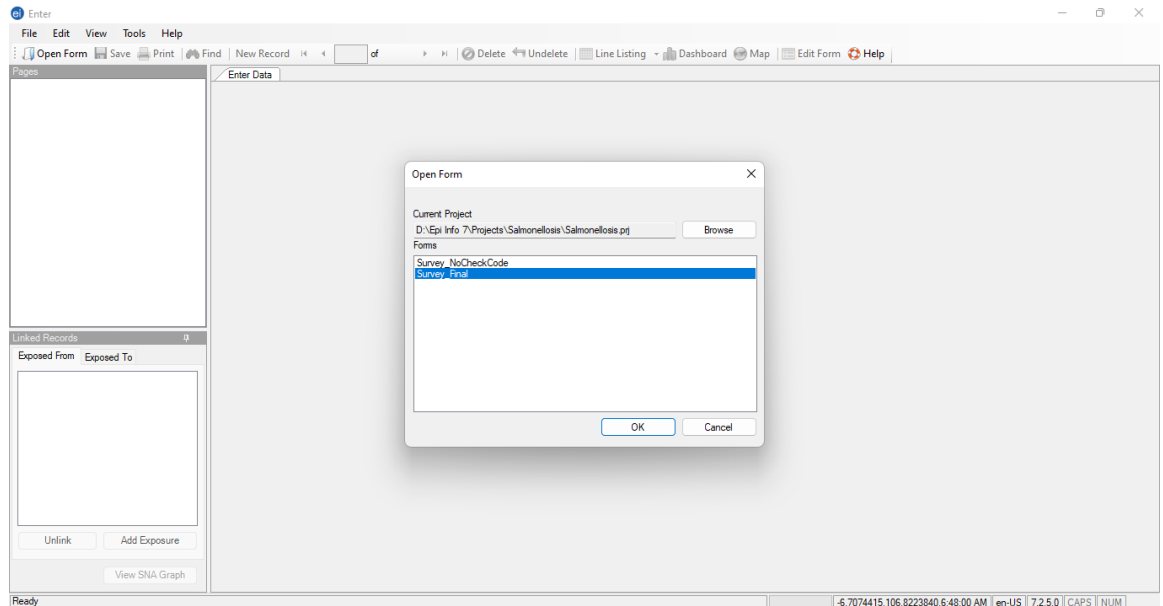 ei Enter
File Edit View Tools Help
Open Form Save Print Find New Record of Delete Undelete Line Listing Dashboard Map Edit Form Help
Pages
Enter Data
Open Form
Current Project
D:\Epi Info 7\Projects\Salmonellosis\Salmonellosis.prj Browse
Forms
Survey_NoCheckCode
Survey_Final
OK Cancel
Linked Records
Exposed From Exposed To
Unlink Add Exposure
View SNA Graph
Ready -6.7074415,106.8223840,6:48:00 AM en-US 7.2.5.0 CAPS NUM